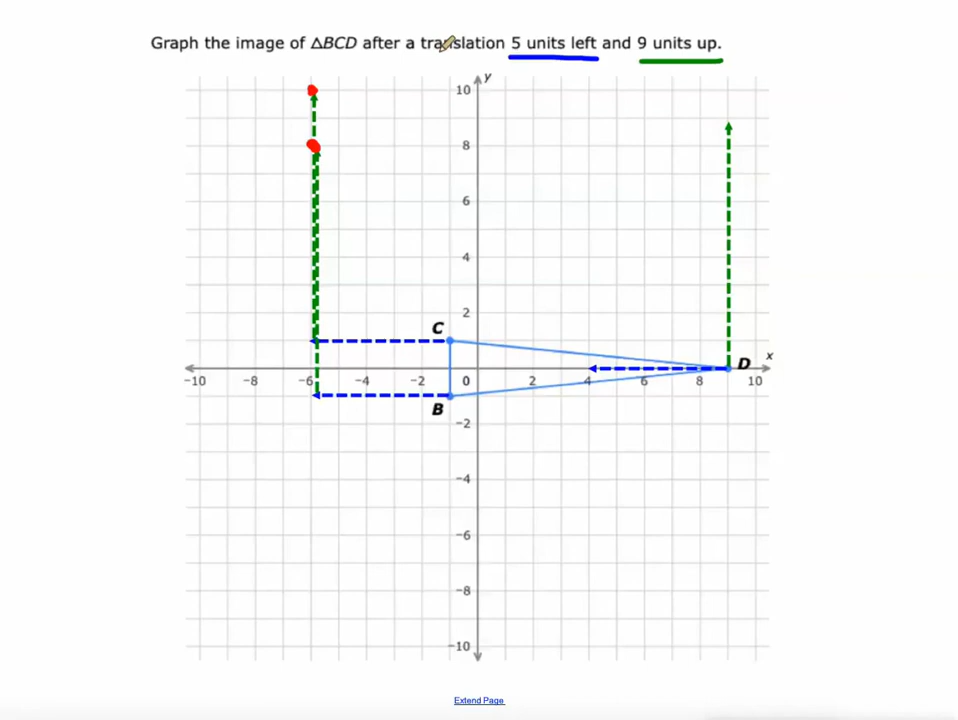 Graph the image of △BCD after a translation 5 units left and 9 units up.
y
10
8
6
4
2
C
x
D
-10 -8 -6 -4 -2 0 2 4 6 8 10
B
-2
-4
-6
-8
-10
Extend Page